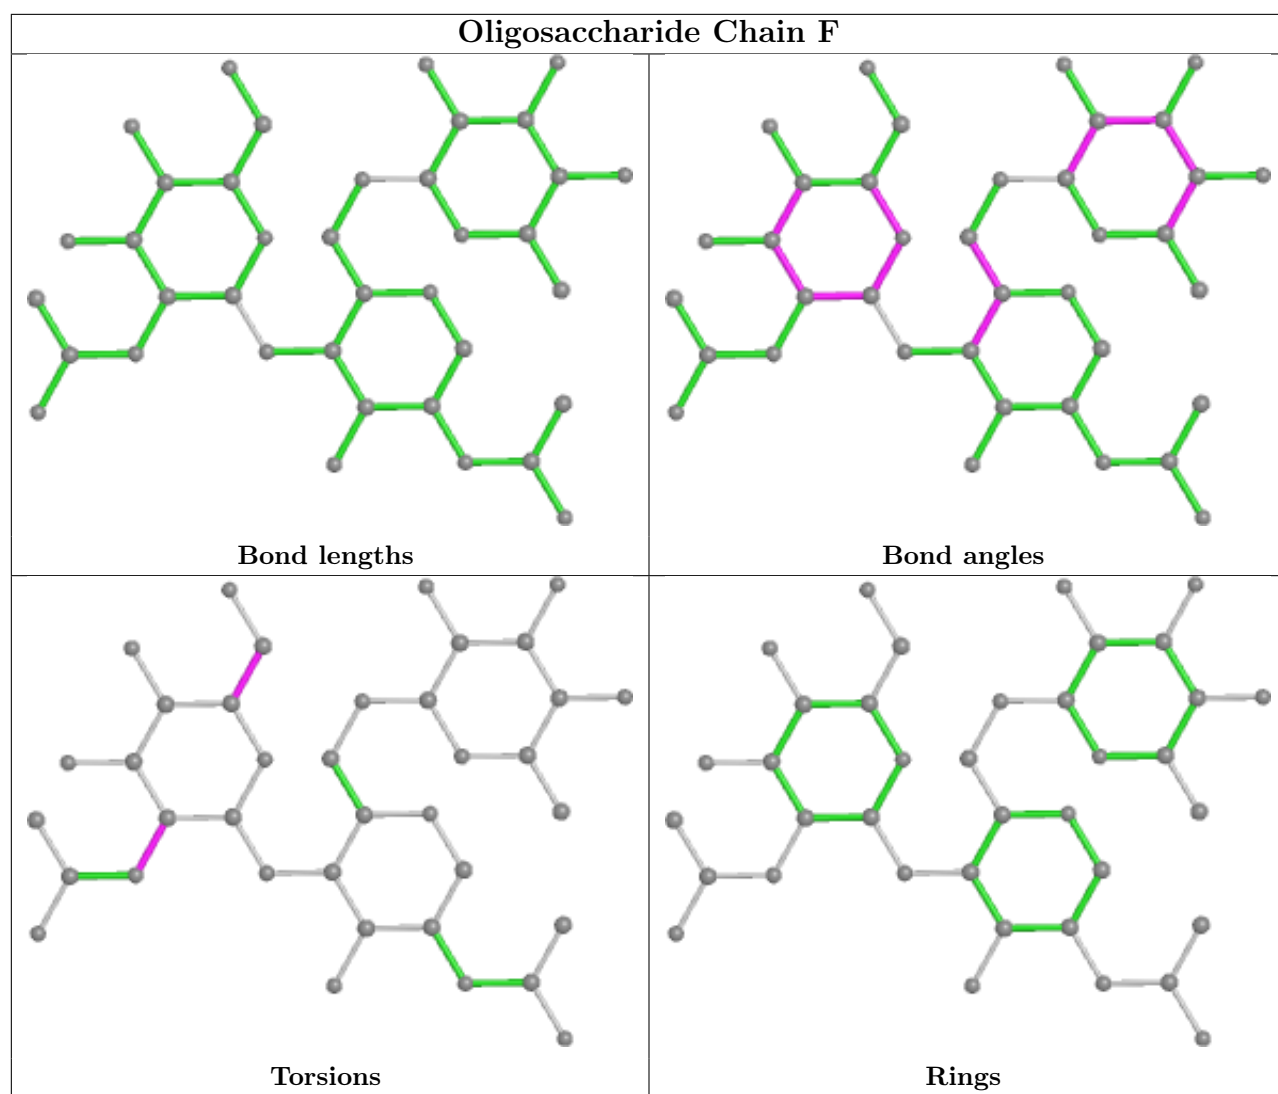 Oligosaccharide Chain F
Bond lengths
Bond angles
Torsions
Rings